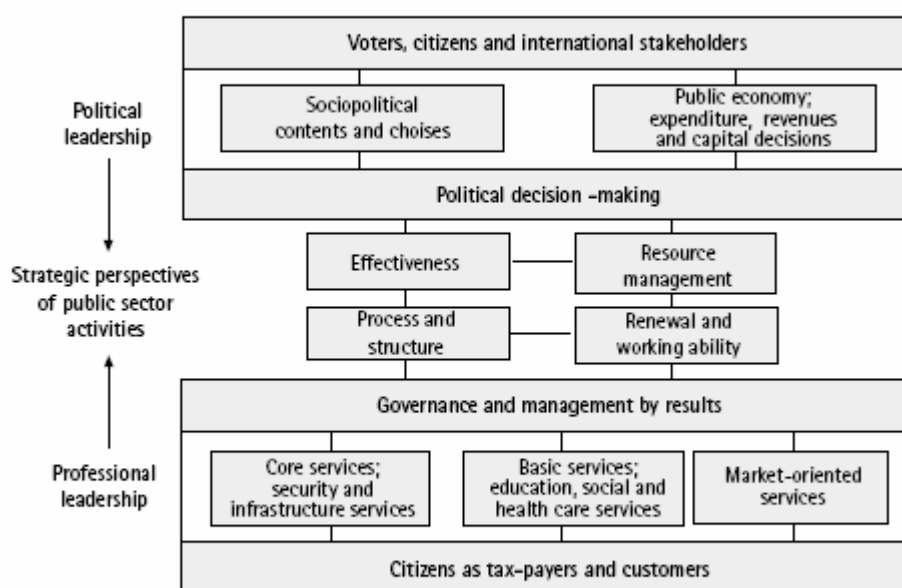 Voters, citizens and international stakeholders
Political
leadership
Sociopolitical
contents and choises
Public economy;
expenditure, revenues
and capital decisions
Political decision -making
Strategic perspectives
of public sector
activities
Effectiveness
Resource
management
Process and
structure
Renewal and
working ability
Governance and management by results
Professional
leadership
Core services;
security and
infrastructure services
Basic services;
education, social and
health care services
Market-oriented
services
Citizens as tax-payers and customers